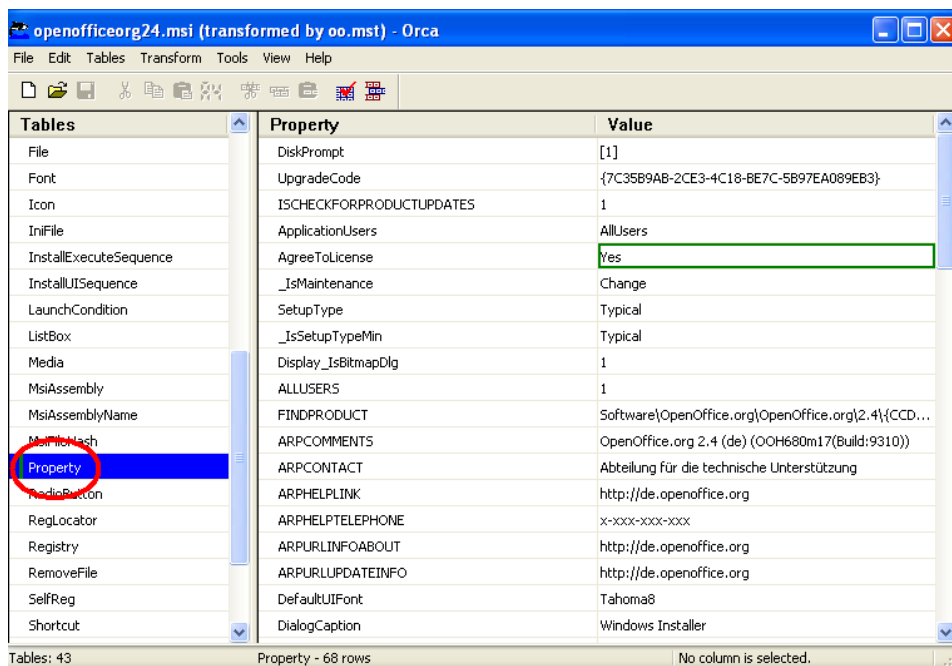 openofficeorg24.msi (transformed by oo.mst) - Orca
File Edit Tables Transform Tools View Help
Tables Property Value
File DiskPrompt [1]
Font UpgradeCode {7C35B9AB-2CE3-4C18-BE7C-5B97EA089EB3}
Icon ISCHECKFORPRODUCTUPDATES 1
IniFile ApplicationUsers AllUsers
InstallExecuteSequence AgreeToLicense Yes
InstallUISequence _IsMaintenance Change
LaunchCondition SetupType Typical
ListBox _IsSetupTypeMin Typical
Media Display_IsBitmapDlg 1
MsiAssembly ALLUSERS 1
MsiAssemblyName FINDPRODUCT Software\OpenOffice.org\OpenOffice.org\2.4\{CCD...
MsiFileHash ARPCOMMENTS OpenOffice.org 2.4 (de) (OOH680m17(Build:9310))
Property ARPCONTACT Abteilung für die technische Unterstützung
RadioButton ARPHELPLINK http://de.openoffice.org
RegLocator ARPHELPTELEPHONE x-xxx-xxx-xxx
Registry ARPURLINFOABOUT http://de.openoffice.org
RemoveFile ARPURLUPDATEINFO http://de.openoffice.org
SelfReg DefaultUIFont Tahoma8
Shortcut DialogCaption Windows Installer
Tables: 43 Property - 68 rows No column is selected.